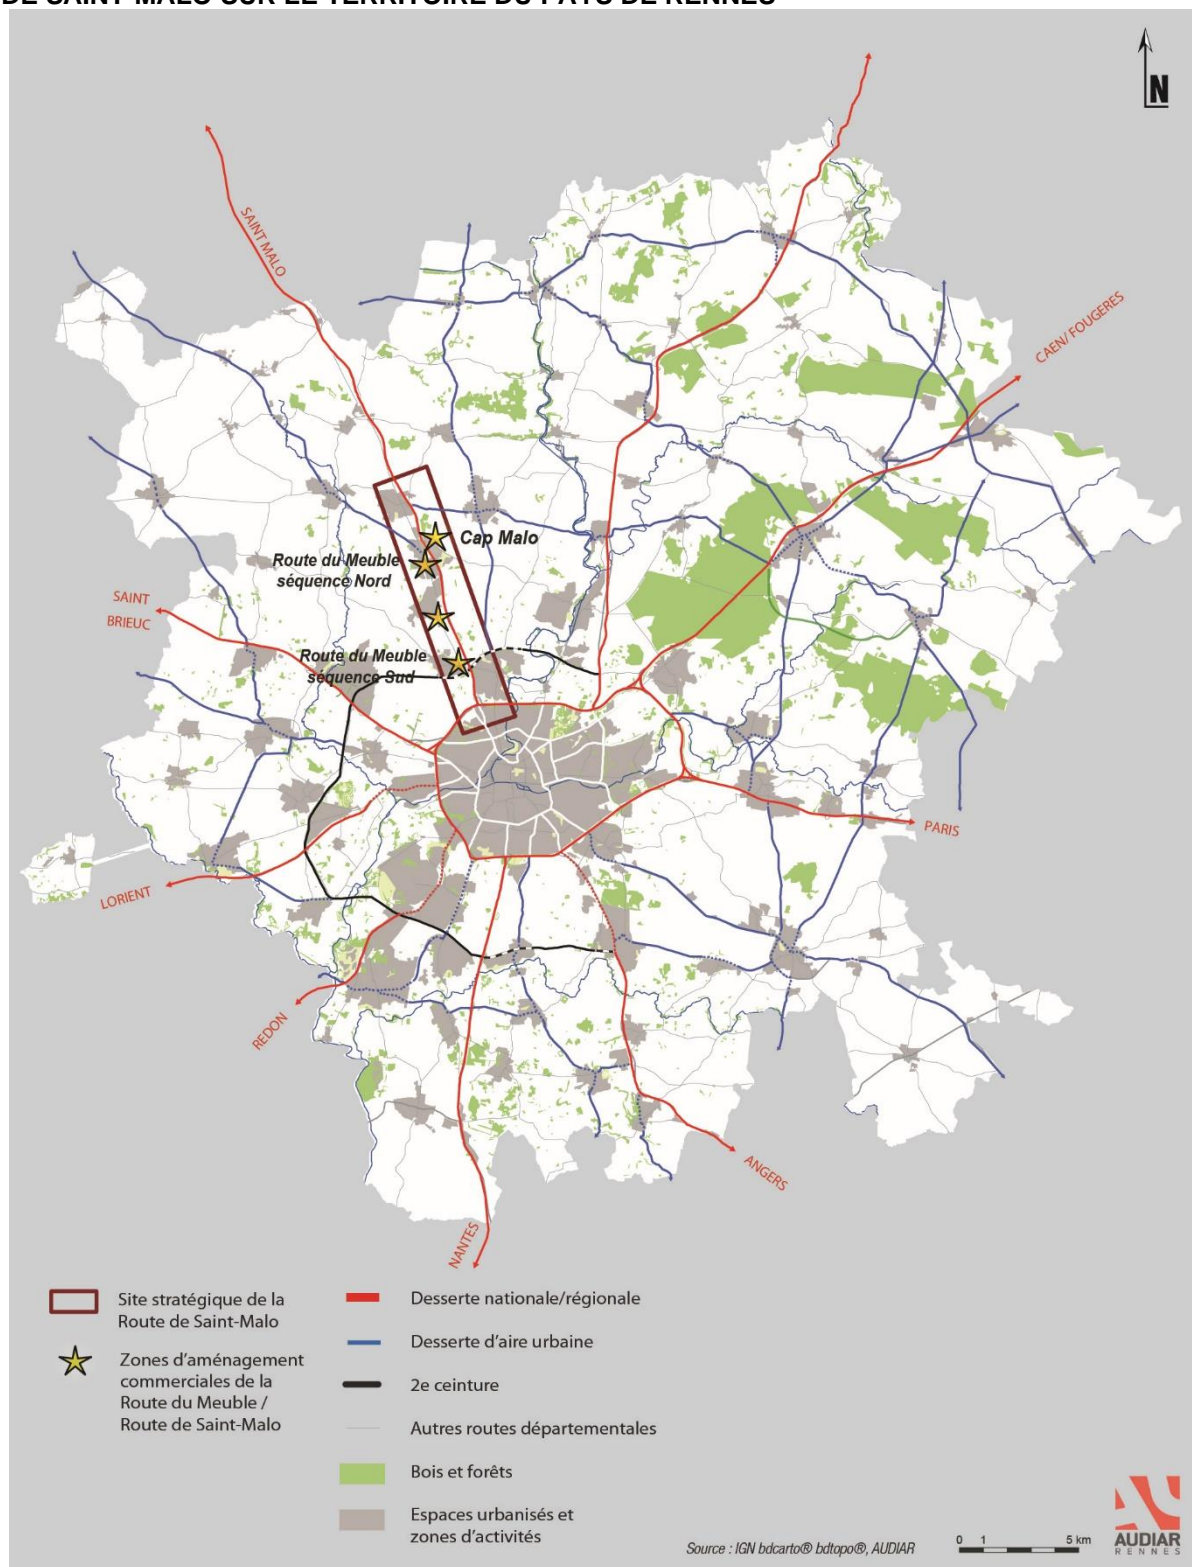 DE SAINT-MALO SUR LE TERRITOIRE DU PAYS DE RENNES
N
SAINT MALO
CAEN/ FOUGERES
Cap Malo
Route du Meuble
séquence Nord
SAINT
BRIEUC
Route du Meuble
séquence Sud
PARIS
LORIENT
REDON
ANGERS
NANTES
Site stratégique de la
Route de Saint-Malo
Zones d'aménagement
commerciales de la
Route du Meuble /
Route de Saint-Malo
Desserte nationale/régionale
Desserte d'aire urbaine
2e ceinture
Autres routes départementales
Bois et forêts
Espaces urbanisés et
zones d'activités
Source : IGN bdcarto® bdtopo®, AUDIAR
0 1 5 km
AUDIAR
RENNES